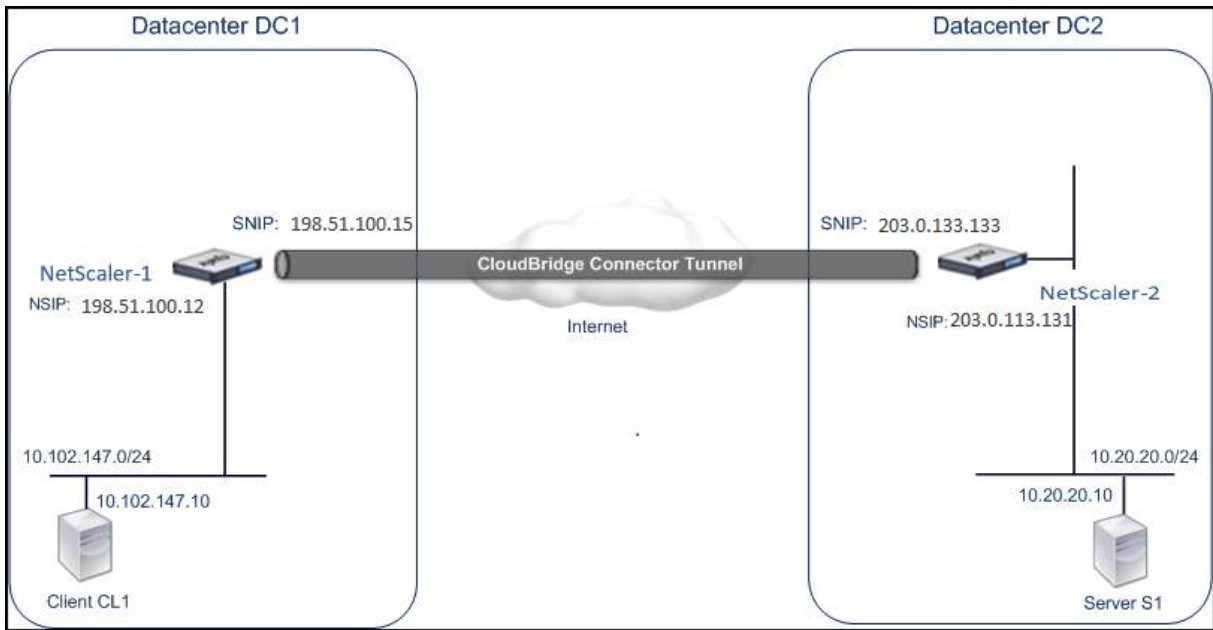 Datacenter DC1
Datacenter DC2
SNIP: 198.51.100.15
SNIP: 203.0.133.133
CloudBridge Connector Tunnel
NetScaler-1
NetScaler-2
NSIP: 198.51.100.12
NSIP: 203.0.113.131
Internet
10.102.147.0/24
10.20.20.0/24
10.102.147.10
10.20.20.10
Client CL1
Server S1